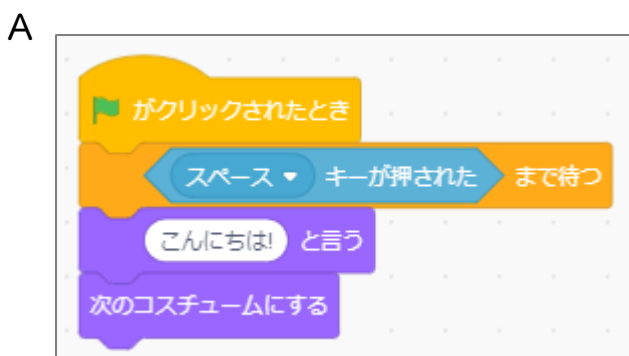 A
がクリックされたとき
スペース キーが押された まで待つ
こんにちは! と言う
次のコスチュームにする